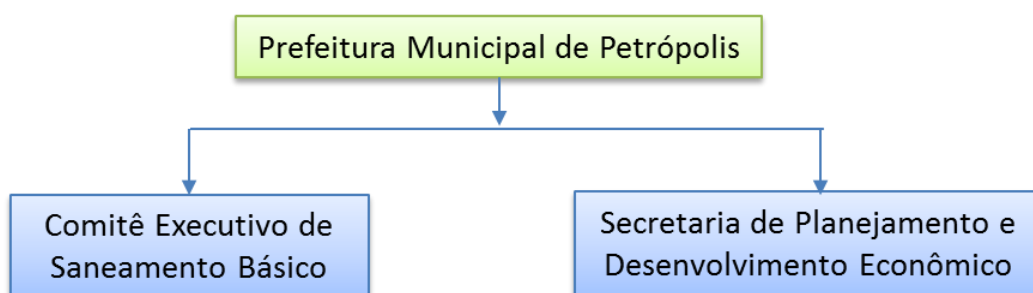 Prefeitura Municipal de Petrópolis
Comitê Executivo de
Saneamento Básico
Secretaria de Planejamento e
Desenvolvimento Econômico